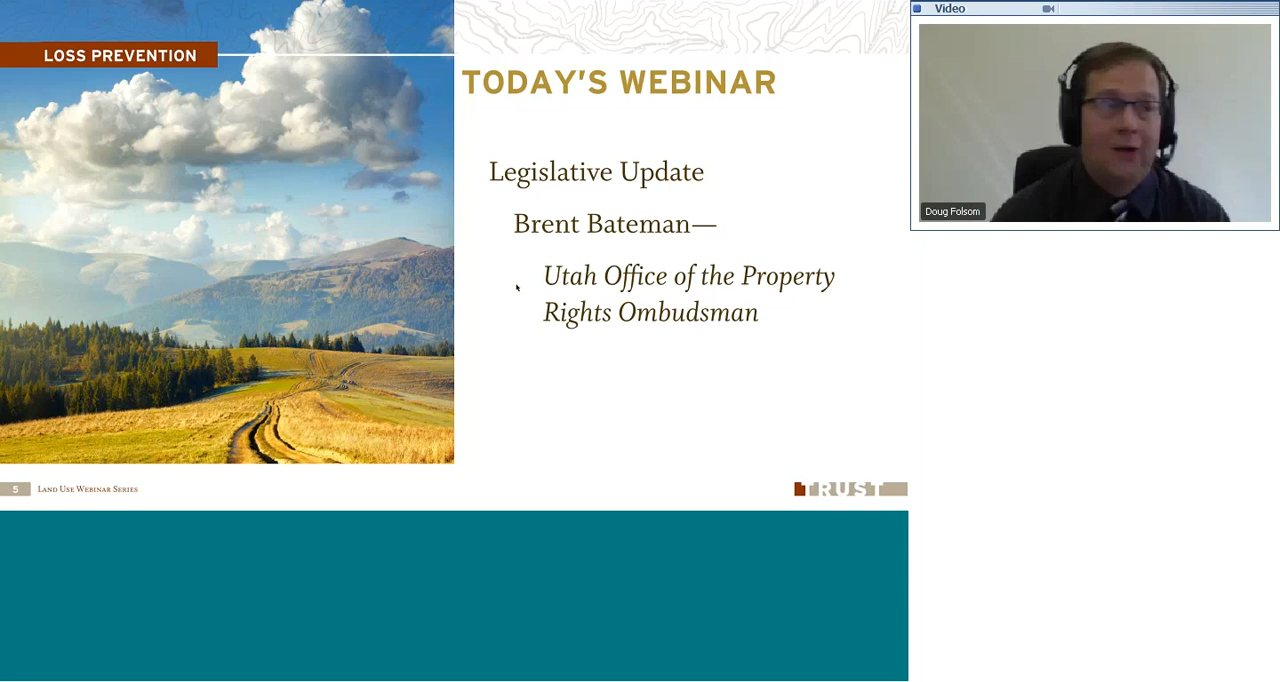 LOSS PREVENTION
TODAY'S WEBINAR
Legislative Update
Brent Bateman—
Utah Office of the Property
Rights Ombudsman
5 Land Use Webinar Series
TRUST
Video
Doug Folsom